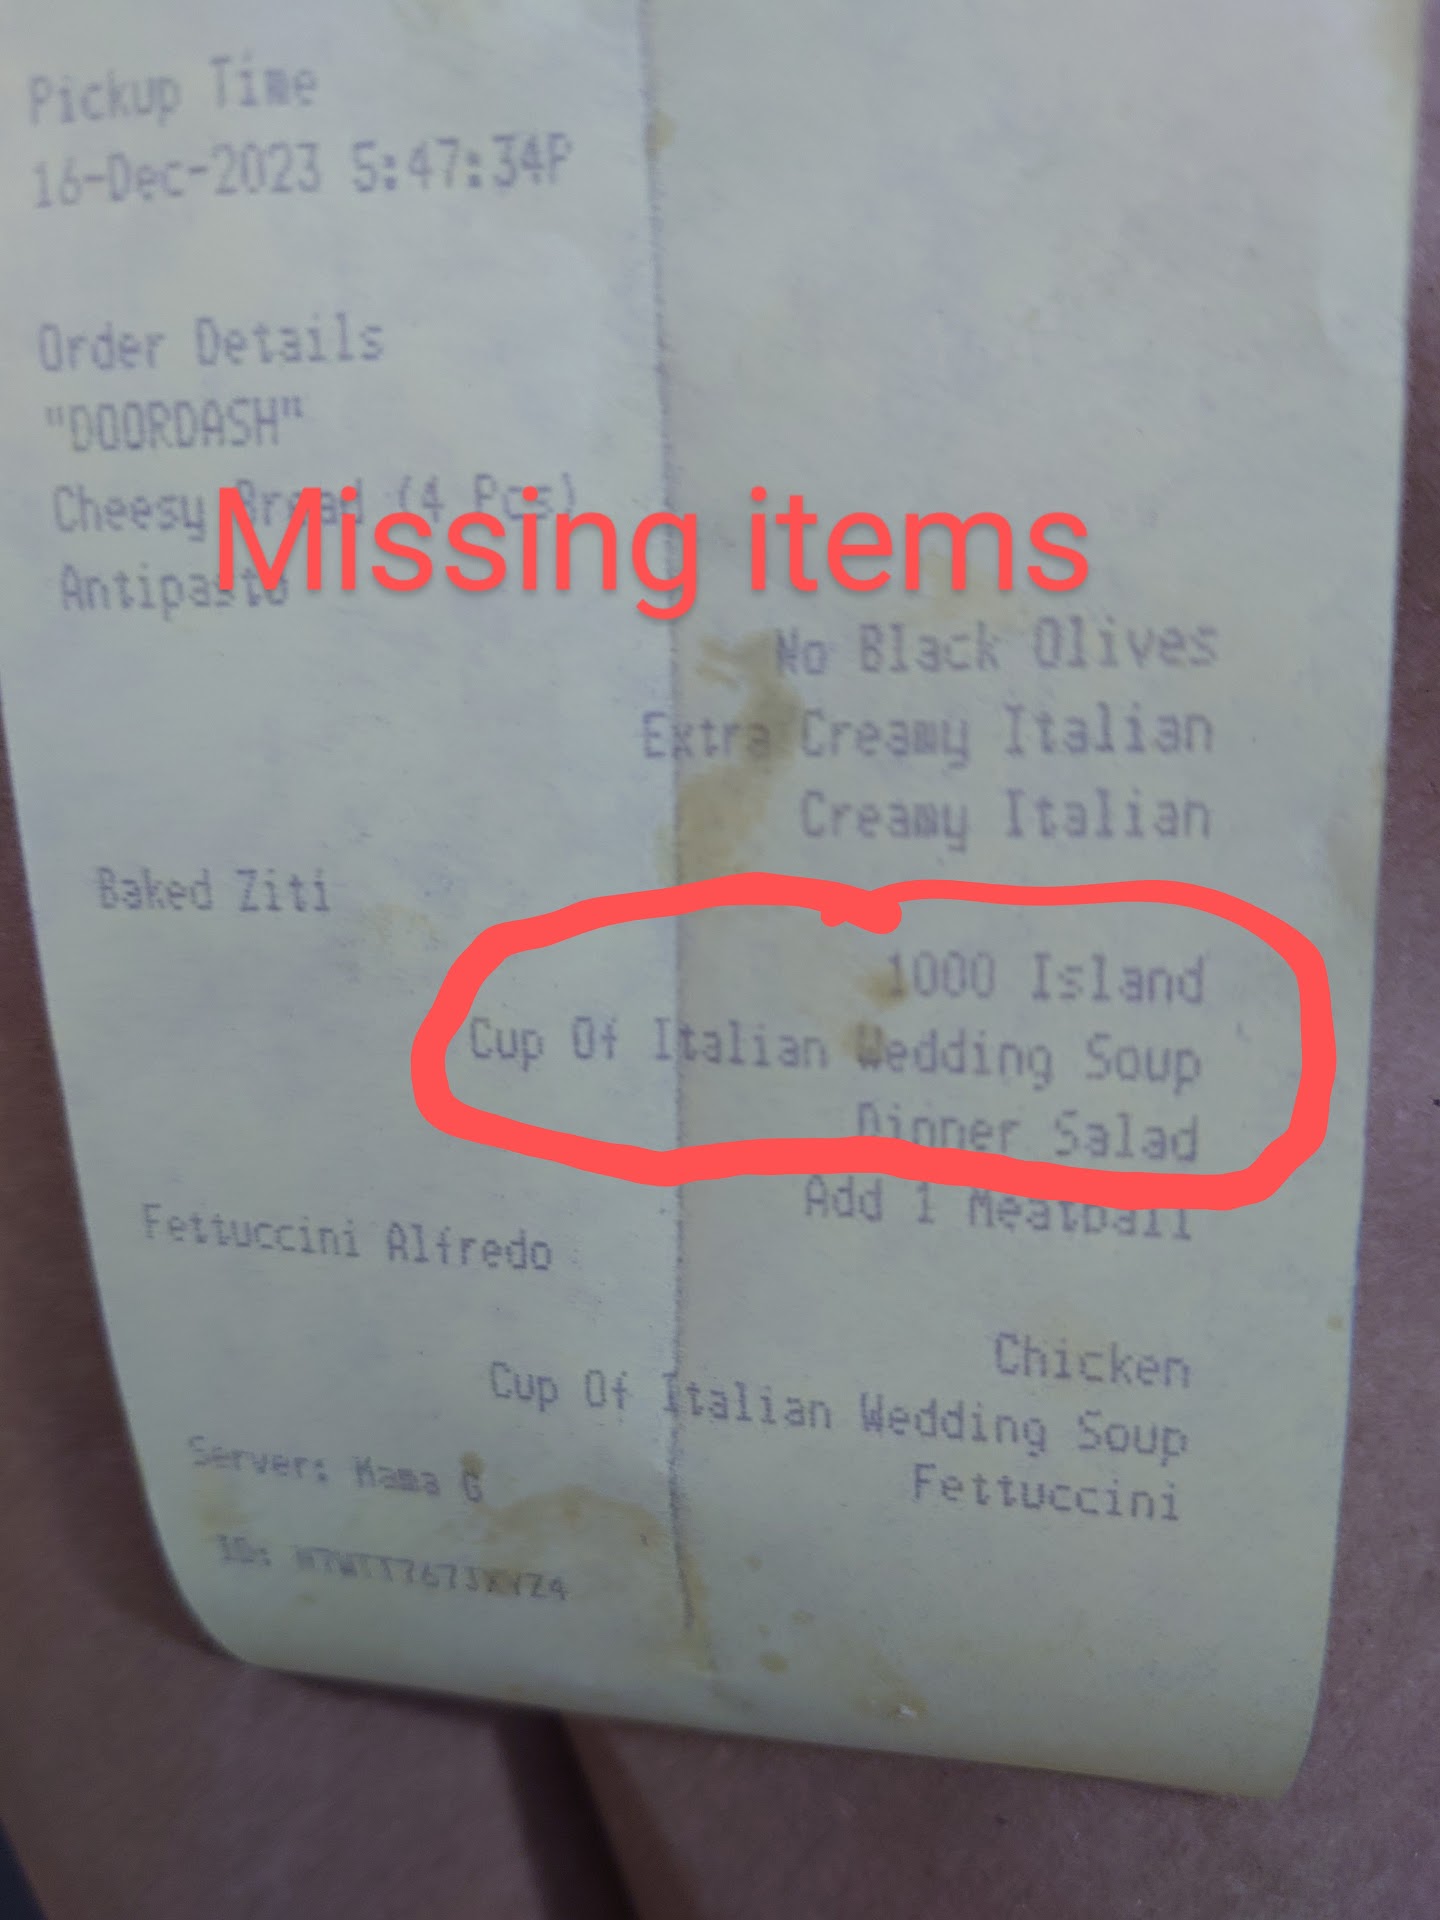 Pickup Time
16-Dec-2023 5:47:34P
Order Details
"DOORDASH"
Cheesy Bread (4 Pcs)
Missing items
Antipasto
No Black Olives
Extra Creamy Italian
Creamy Italian
Baked Ziti
1000 Island
Cup Of Italian Wedding Soup
Dinner Salad
Add 1 Meatball
Fettuccini Alfredo
Chicken
Cup Of Italian Wedding Soup
Fettuccini
Server: Mama G
ID: